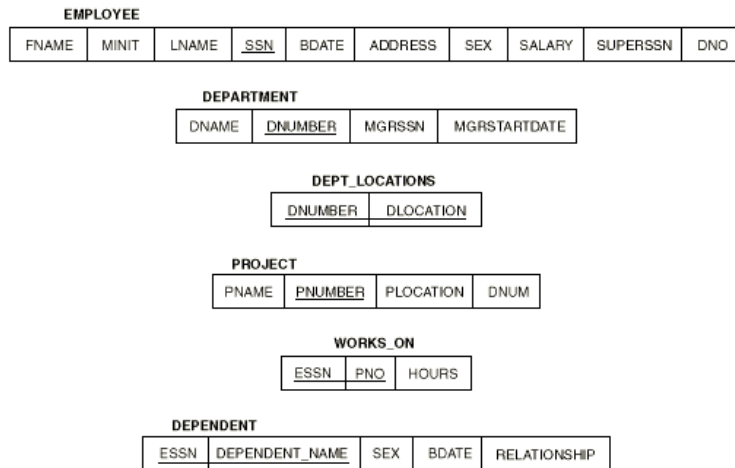 EMPLOYEE
FNAME MINIT LNAME SSN BDATE ADDRESS SEX SALARY SUPERSSN DNO
DEPARTMENT
DNAME DNUMBER MGRSSN MGRSTARTDATE
DEPT_LOCATIONS
DNUMBER DLOCATION
PROJECT
PNAME PNUMBER PLOCATION DNUM
WORKS_ON
ESSN PNO HOURS
DEPENDENT
ESSN DEPENDENT_NAME SEX BDATE RELATIONSHIP